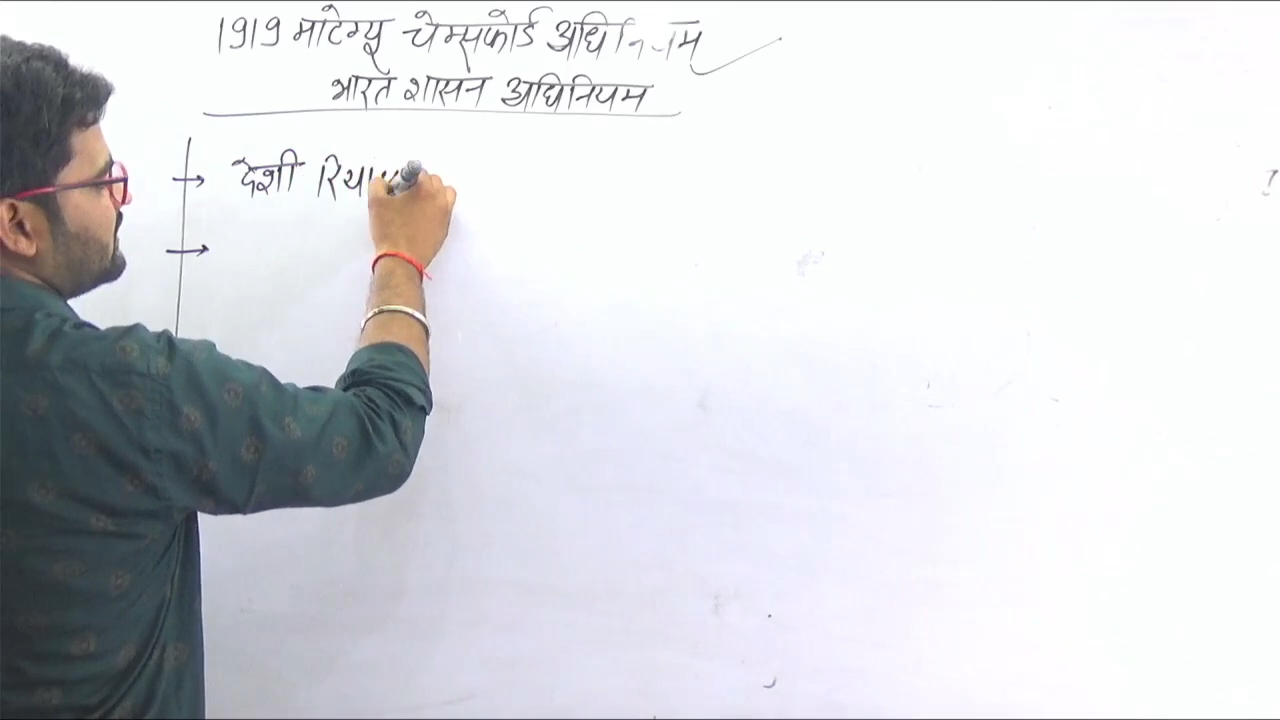 1919 माटेग्यू चेम्सफोर्ड अधिनियम
भारत शासन अधिनियम
→ देशी रिया
→